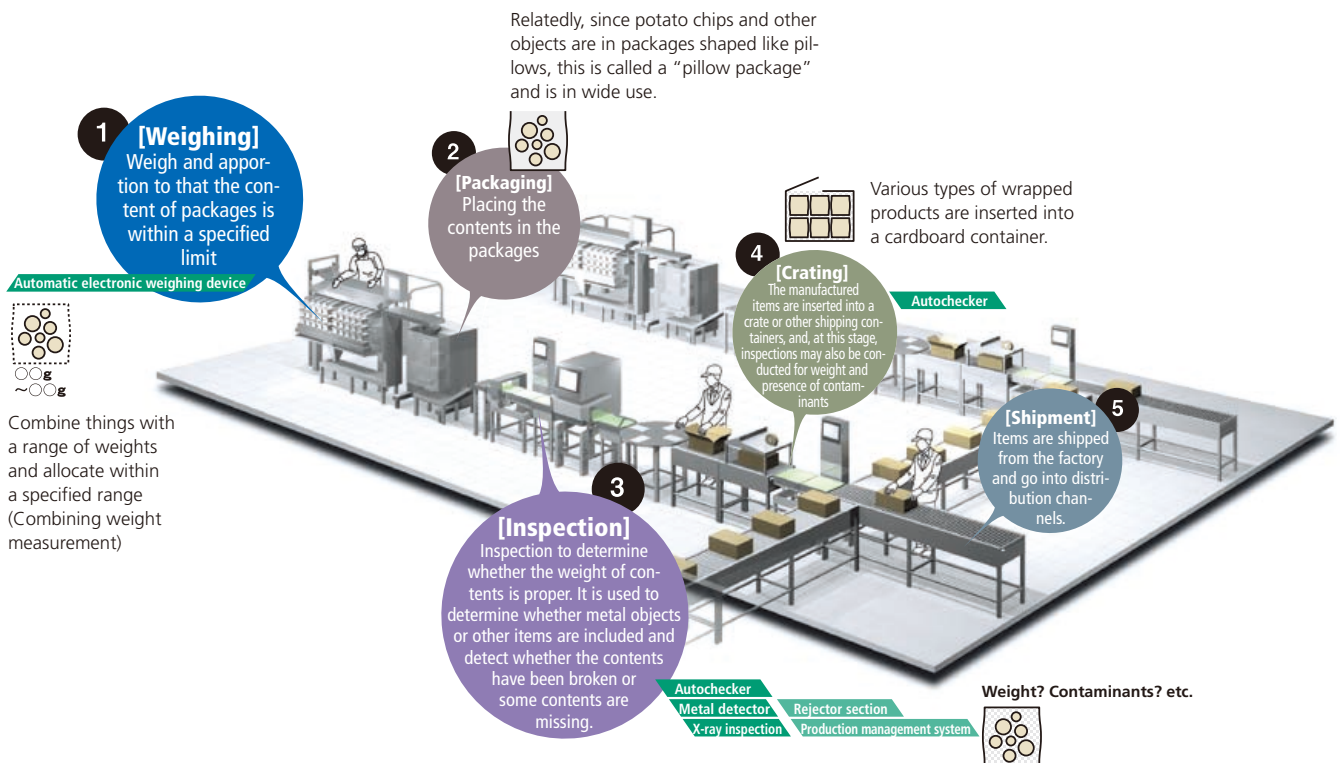 Relatedly, since potato chips and other
objects are in packages shaped like pil-
lows, this is called a “pillow package”
and is in wide use.
1
[Weighing]
Weigh and appor-
tion to that the con-
tent of packages is
within a specified
limit
Automatic electronic weighing device
○○g
~○○g
Combine things with
a range of weights
and allocate within
a specified range
(Combining weight
measurement)
2
[Packaging]
Placing the
contents in the
packages
3
[Inspection]
Inspection to determine
whether the weight of con-
tents is proper. It is used to
determine whether metal objects
or other items are included and
detect whether the contents
have been broken or
some contents are
missing.
Autochecker
Metal detector
Rejector section
X-ray inspection
Production management system
Weight? Contaminants? etc.
4
[Crating]
The manufactured
items are inserted into a
crate or other shipping con-
tainers, and, at this stage,
inspections may also be con-
ducted for weight and
presence of contam-
inants
Various types of wrapped
products are inserted into
a cardboard container.
Autochecker
5
[Shipment]
Items are shipped
from the factory
and go into distri-
bution chan-
nels.